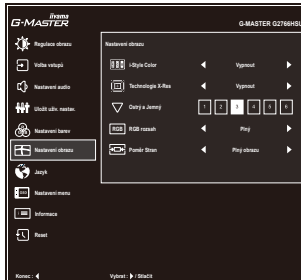 iiyama
G-MASTER
G-MASTER G2766HSU
Regulace obrazu
Volba vstupů
Nastavení audio
Uložit uživ. nastav.
Nastavení barev
Nastavení obrazu
Jazyk
Nastavení menu
Informace
Reset
Nastavení obrazu
i-Style Color
Vypnout
Technologie X-Res
Vypnout
Ostrý a Jemný
1 2 3 4 5 6
RGB RGB rozsah
Plný
Poměr Stran
Plný obrazu
Konec :
Vybrat : / Stlačit